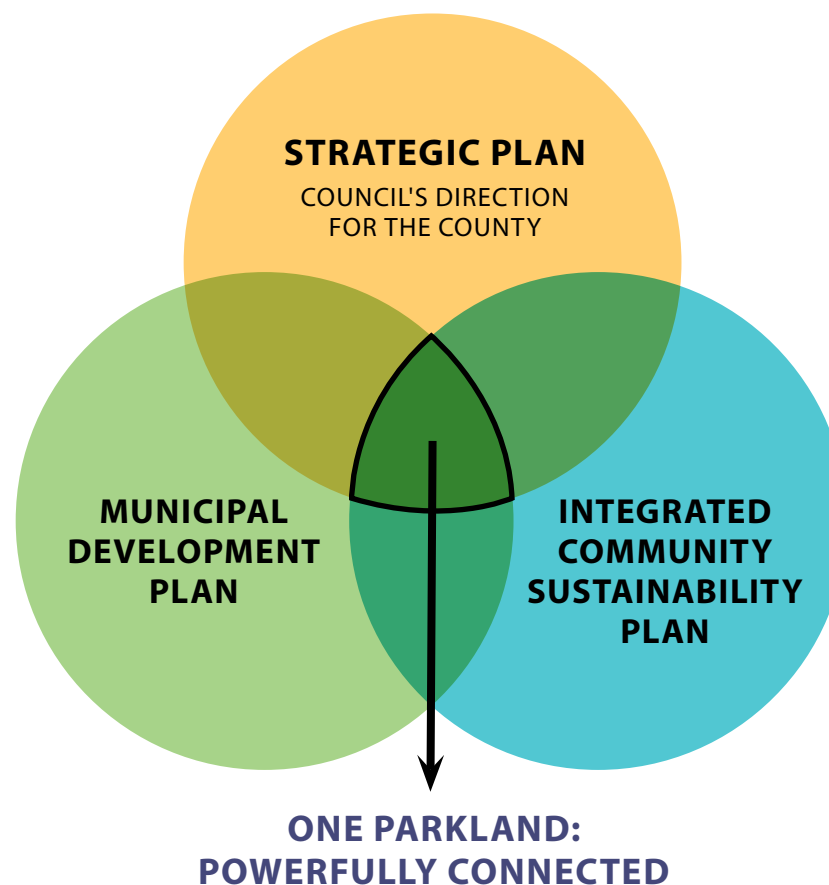 STRATEGIC PLAN
COUNCIL'S DIRECTION
FOR THE COUNTY
MUNICIPAL
DEVELOPMENT
PLAN
INTEGRATED
COMMUNITY
SUSTAINABILITY
PLAN
ONE PARKLAND:
POWERFULLY CONNECTED